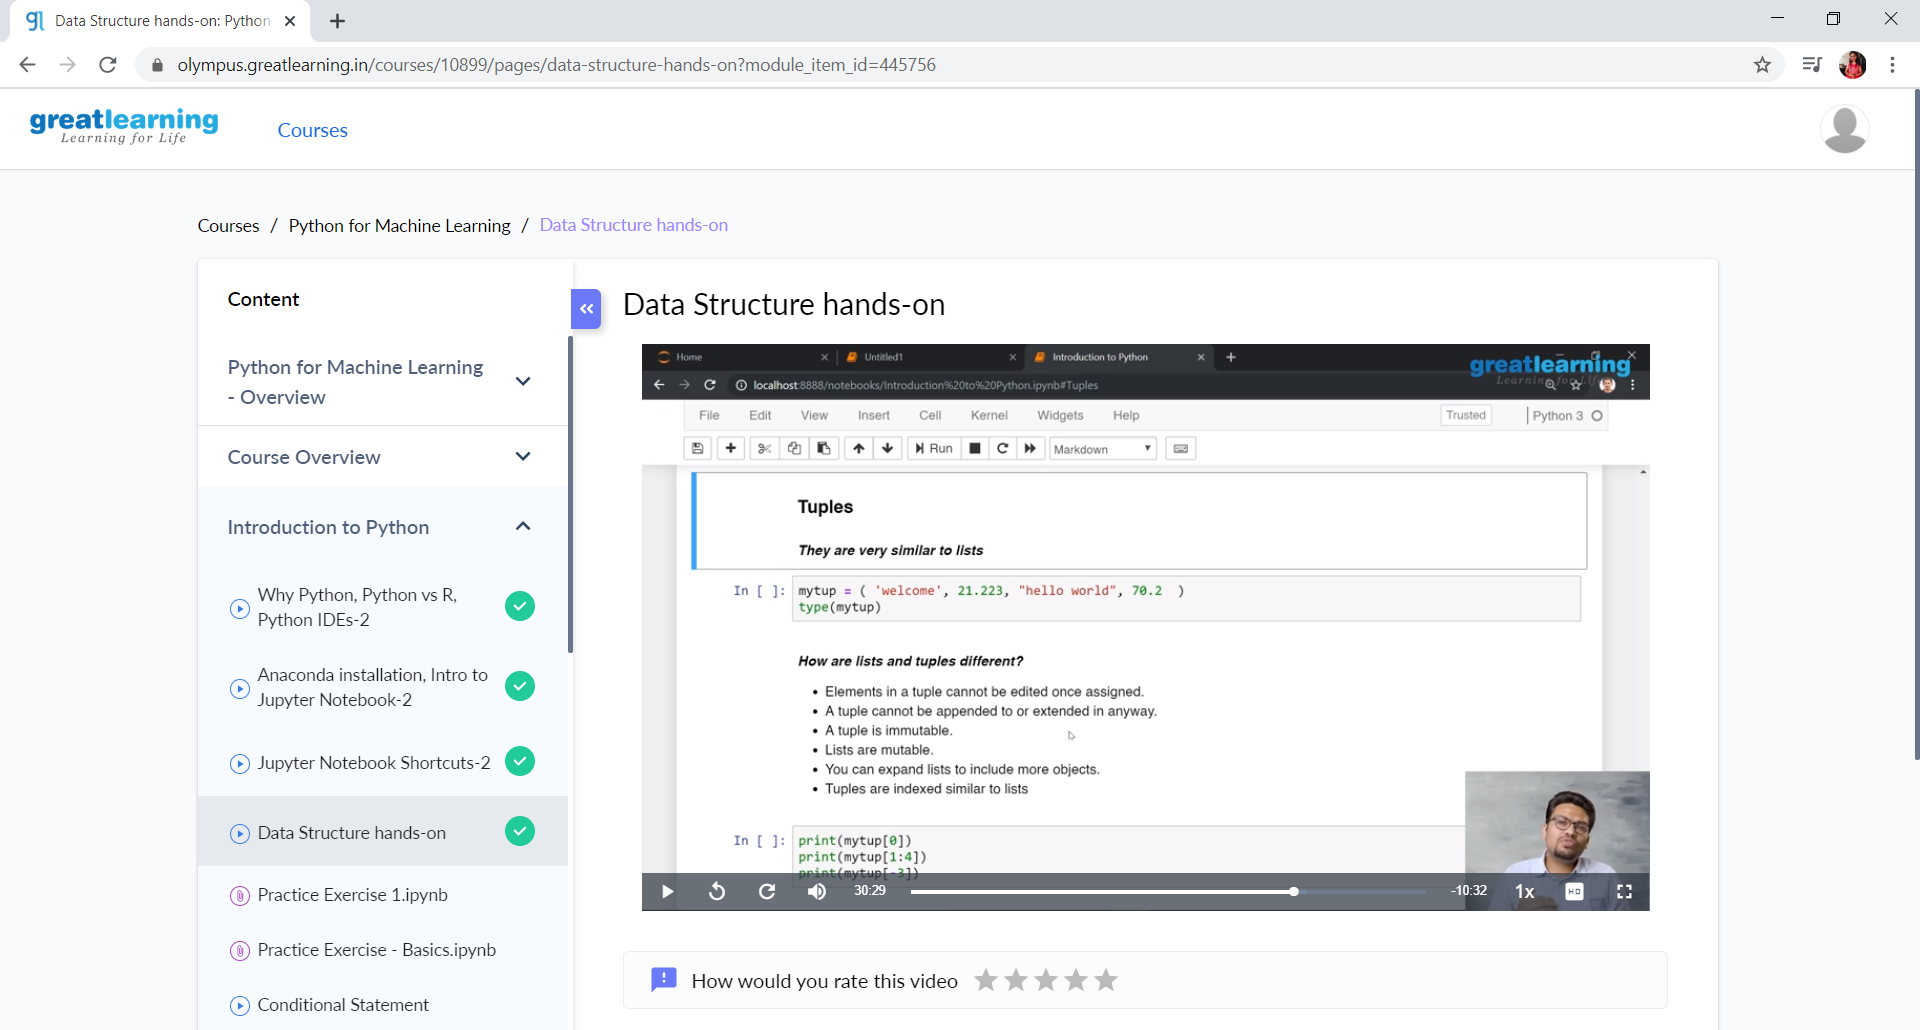 Data Structure hands-on: Python
olympus.greatlearning.in/courses/10899/pages/data-structure-hands-on?module_item_id=445756
greatlearning
Learning for Life
Courses
Courses / Python for Machine Learning / Data Structure hands-on
Content
Python for Machine Learning
- Overview
Course Overview
Introduction to Python
Why Python, Python vs R,
Python IDEs-2
Anaconda installation, Intro to
Jupyter Notebook-2
Jupyter Notebook Shortcuts-2
Data Structure hands-on
Practice Exercise 1.ipynb
Practice Exercise - Basics.ipynb
Conditional Statement
Data Structure hands-on
Home
Untitled1
Introduction to Python
greatlearning
Learning for Life
localhost:8888/notebooks/Introduction%20to%20Python.ipynb#Tuples
File Edit View Insert Cell Kernel Widgets Help
Trusted
Python 3
Run
Markdown
Tuples
They are very similar to lists
In [ ]: mytup = ( 'welcome', 21.223, "hello world", 70.2 )
type(mytup)
How are lists and tuples different?
• Elements in a tuple cannot be edited once assigned.
• A tuple cannot be appended to or extended in anyway.
• A tuple is immutable.
• Lists are mutable.
• You can expand lists to include more objects.
• Tuples are indexed similar to lists
In [ ]: print(mytup[0])
print(mytup[1:4])
print(mytup[-3])
30:29
-10:32
1x
HD
How would you rate this video